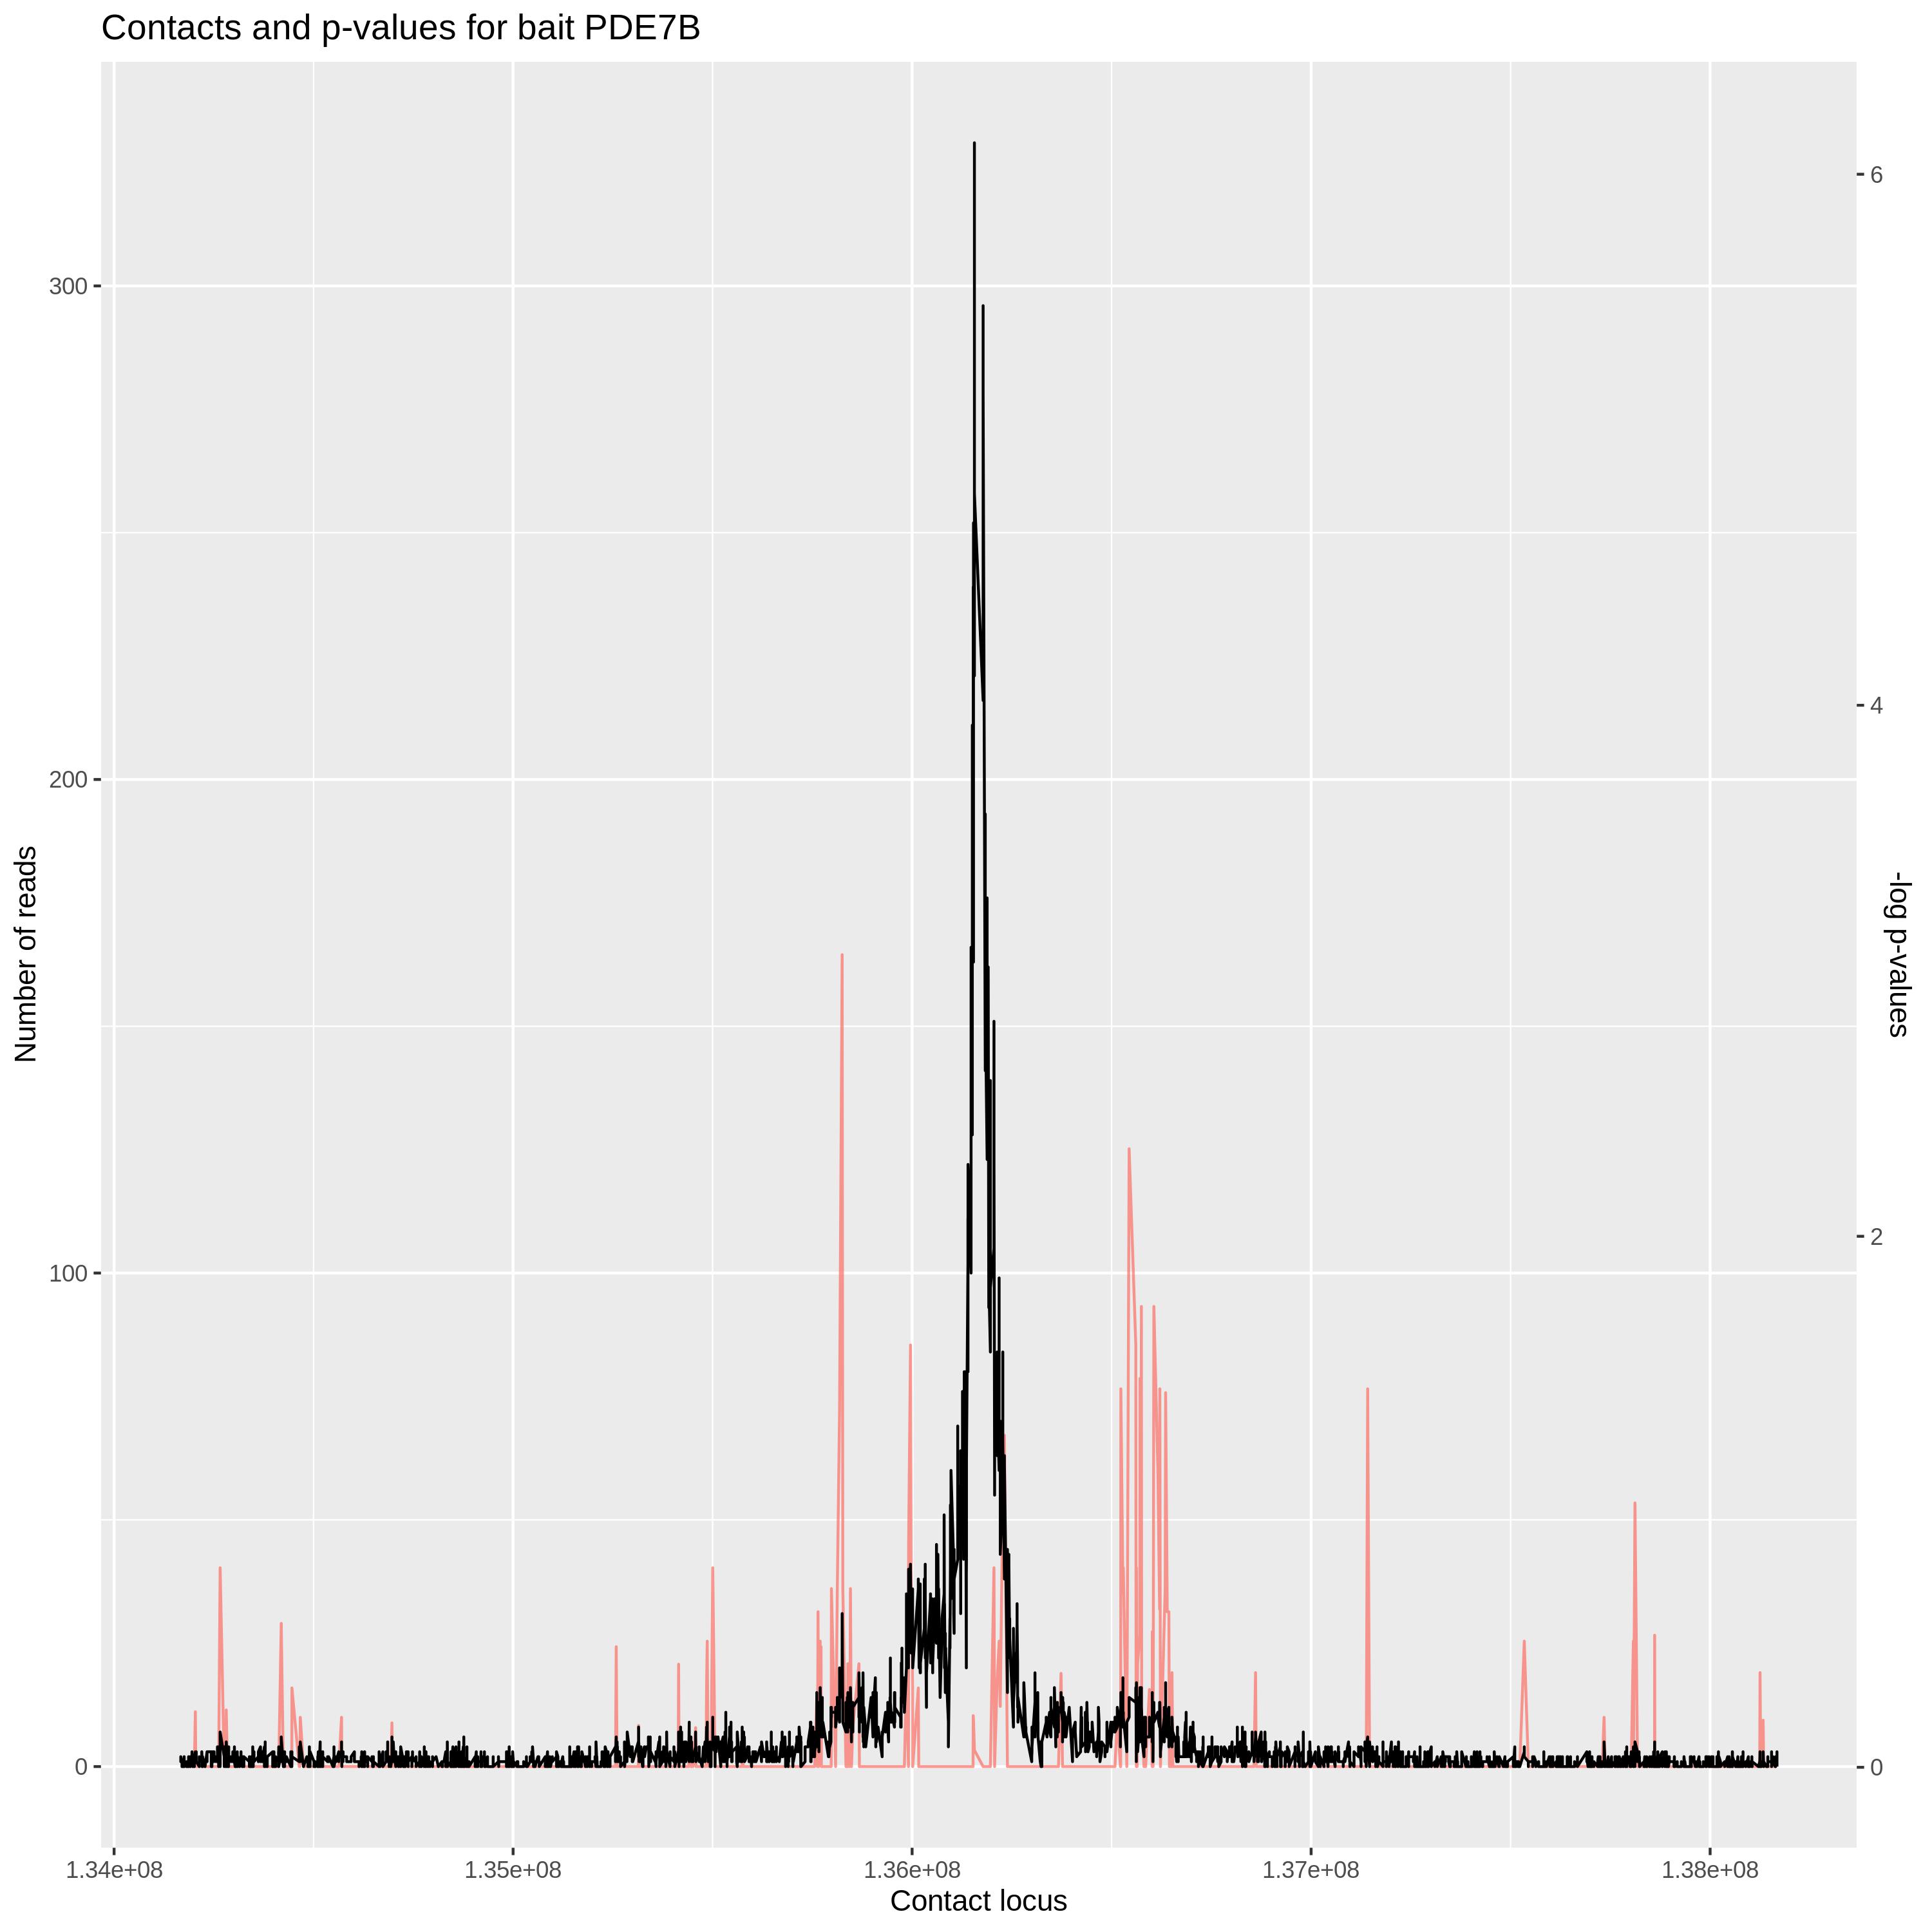 Contacts and p-values for bait PDE7B
Number of reads
300
200
100
0
6
4
2
0
-log p-values
1.34e+08
1.35e+08
1.36e+08
1.37e+08
1.38e+08
Contact locus